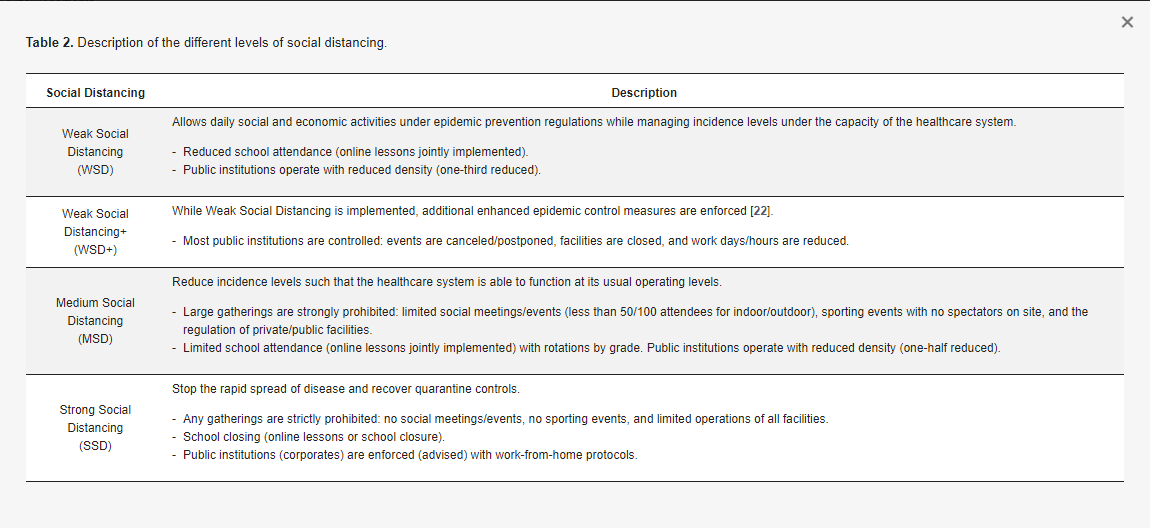 Table 2. Description of the different levels of social distancing.
Social Distancing Description
Weak Social
Distancing
(WSD)
Allows daily social and economic activities under epidemic prevention regulations while managing incidence levels under the capacity of the healthcare system.
- Reduced school attendance (online lessons jointly implemented).
- Public institutions operate with reduced density (one-third reduced).
Weak Social
Distancing+
(WSD+)
While Weak Social Distancing is implemented, additional enhanced epidemic control measures are enforced [22].
- Most public institutions are controlled: events are canceled/postponed, facilities are closed, and work days/hours are reduced.
Medium Social
Distancing
(MSD)
Reduce incidence levels such that the healthcare system is able to function at its usual operating levels.
- Large gatherings are strongly prohibited: limited social meetings/events (less than 50/100 attendees for indoor/outdoor), sporting events with no spectators on site, and the
regulation of private/public facilities.
- Limited school attendance (online lessons jointly implemented) with rotations by grade. Public institutions operate with reduced density (one-half reduced).
Strong Social
Distancing
(SSD)
Stop the rapid spread of disease and recover quarantine controls.
- Any gatherings are strictly prohibited: no social meetings/events, no sporting events, and limited operations of all facilities.
- School closing (online lessons or school closure).
- Public institutions (corporates) are enforced (advised) with work-from-home protocols.